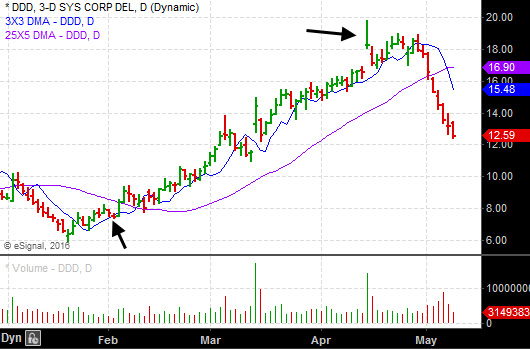 * DDD, 3-D SYS CORP DEL, D (Dynamic)
3X3 DMA - DDD, D
25X5 DMA - DDD, D
20.00
18.00
16.90
15.48
14.00
12.59
12.00
10.00
8.00
6.00
© eSignal, 2016
* Volume - DDD, D
10000000
3149383
0
Dyn
Feb
Mar
Apr
May